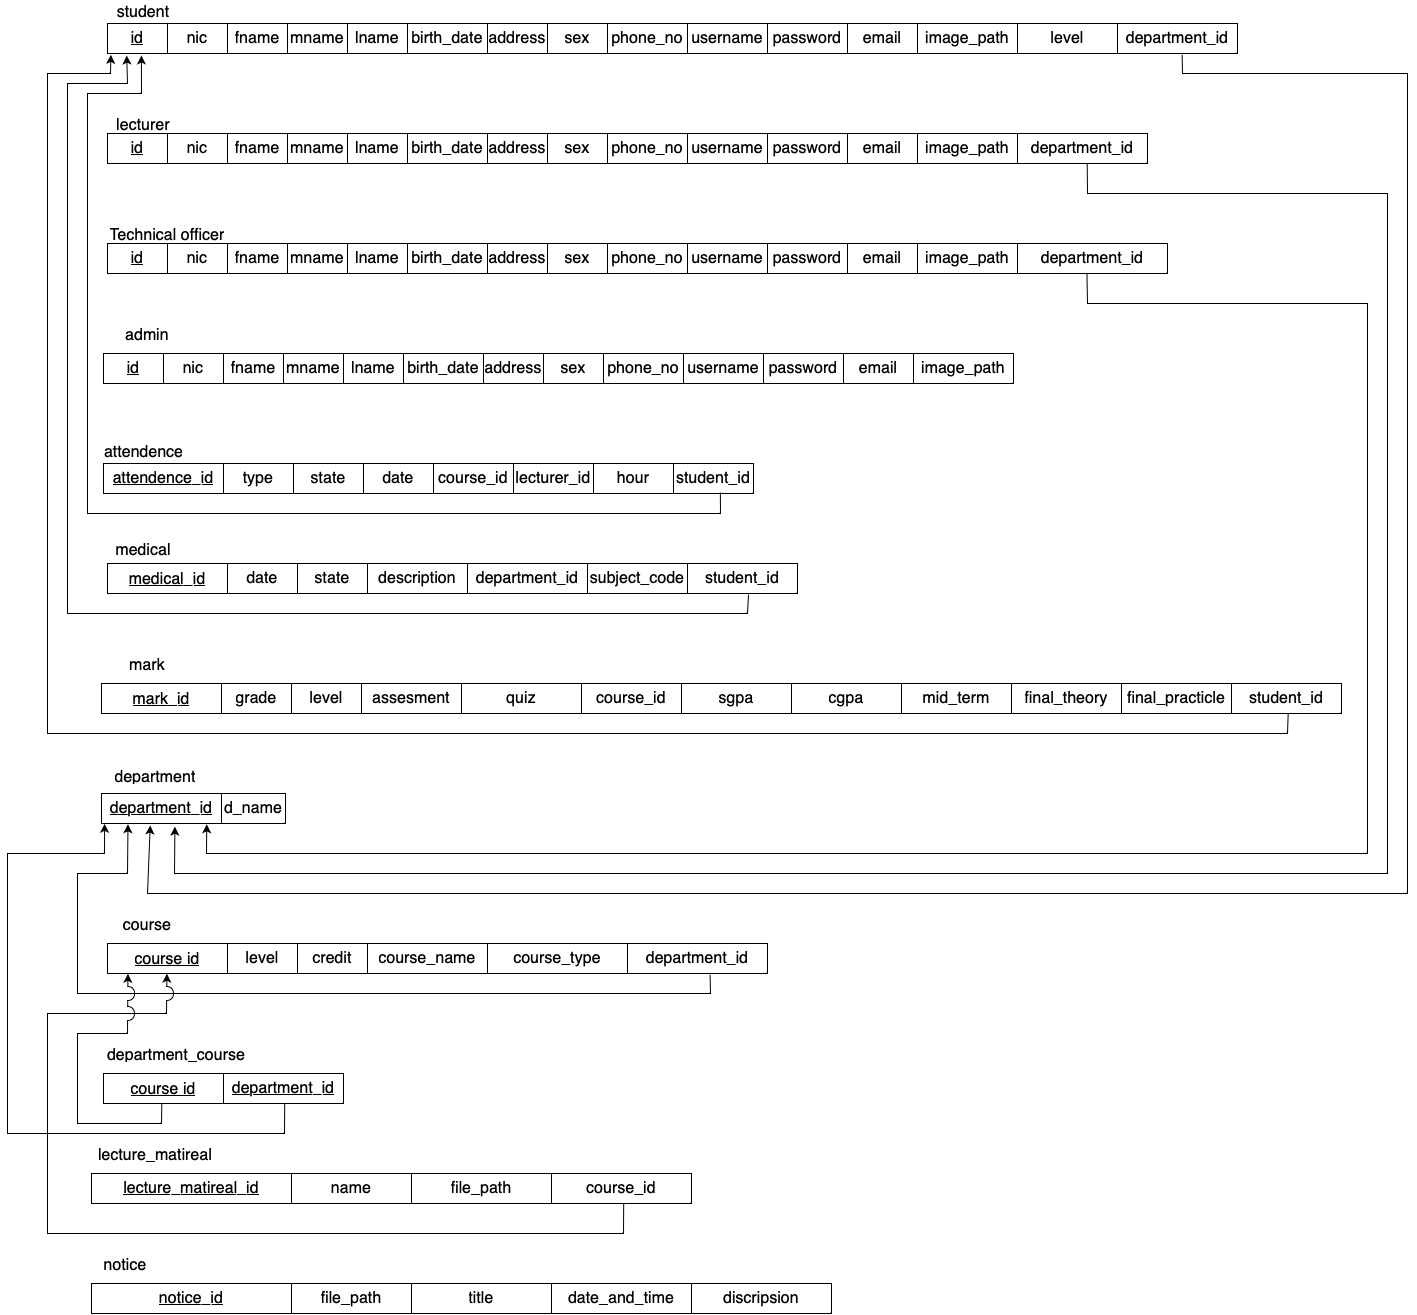 student
id nic fname mname lname birth_date address sex phone_no username password email image_path level department_id
lecturer
id nic fname mname lname birth_date address sex phone_no username password email image_path department_id
Technical officer
id nic fname mname lname birth_date address sex phone_no username password email image_path department_id
admin
id nic fname mname lname birth_date address sex phone_no username password email image_path
attendence
attendence_id type state date course_id lecturer_id hour student_id
medical
medical_id date state description department_id subject_code student_id
mark
mark_id grade level assesment quiz course_id sgpa cgpa mid_term final_theory final_practicle student_id
department
department_id d_name
course
course id level credit course_name course_type department_id
department_course
course id department_id
lecture_matireal
lecture_matireal_id name file_path course_id
notice
notice_id file_path title date_and_time discripsion